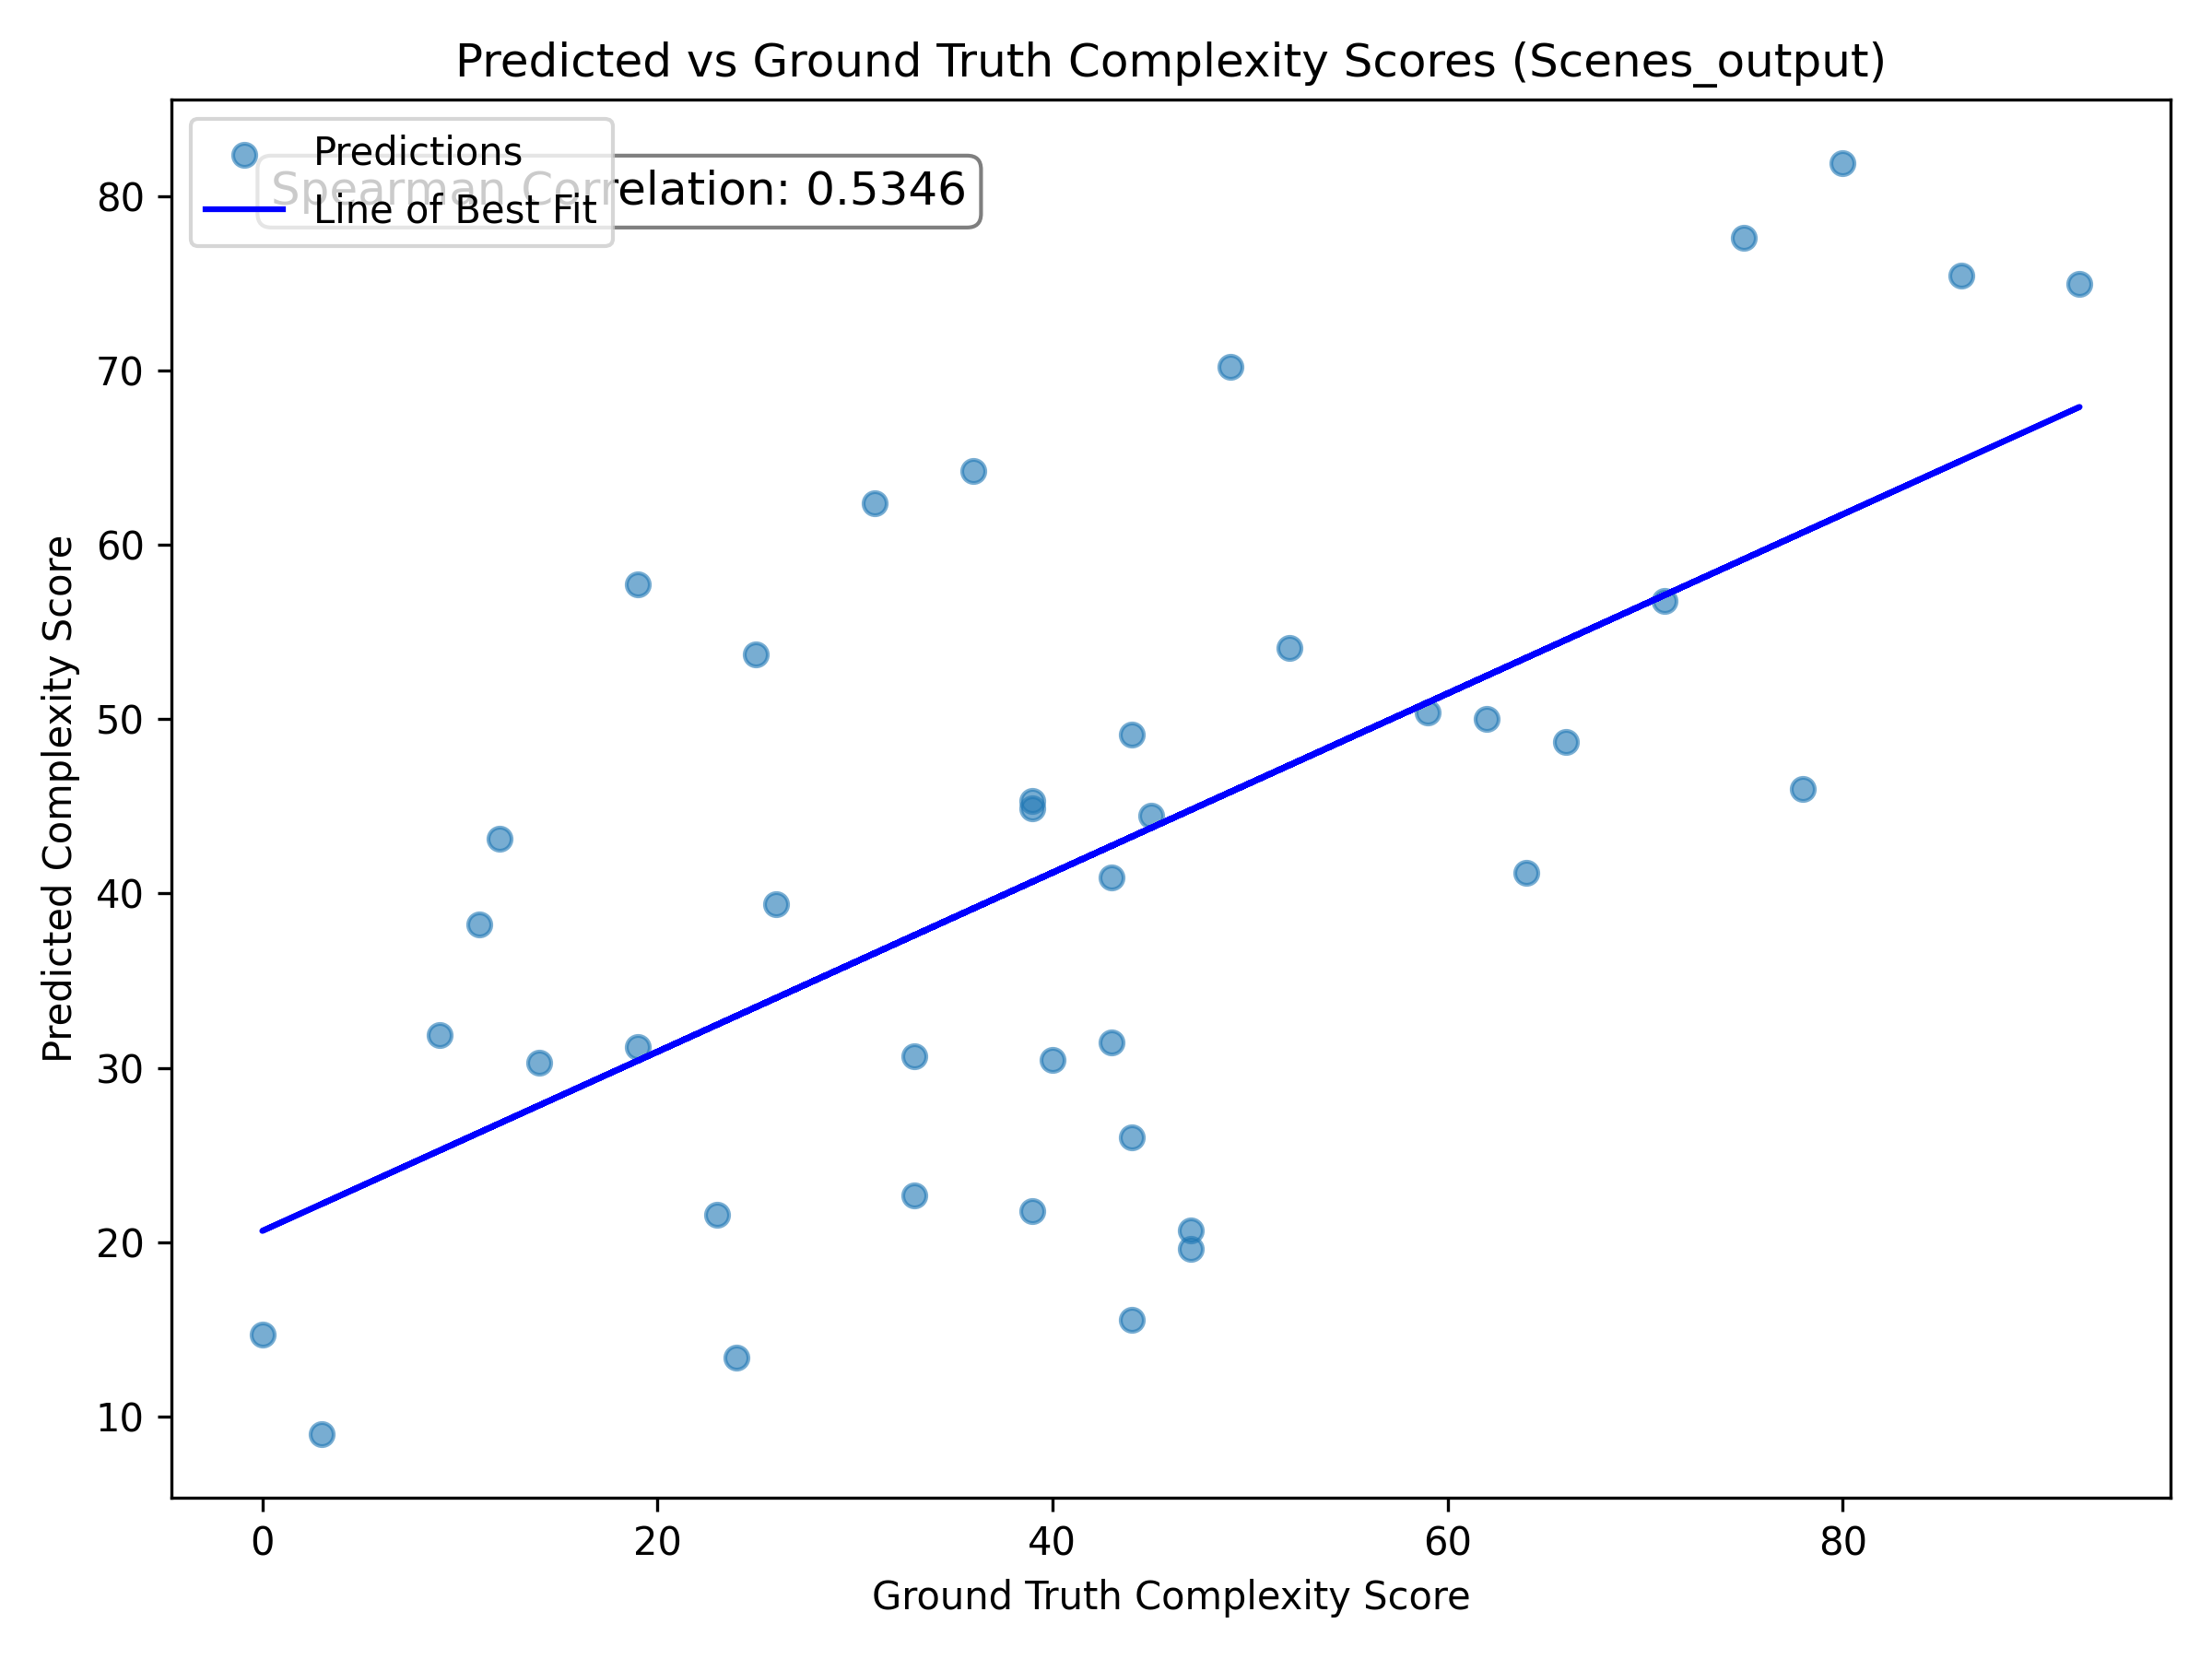 Predicted vs Ground Truth Complexity Scores (Scenes_output)
Predictions
Spearman Correlation: 0.5346
Line of Best Fit
80
70
60
50
40
30
20
10
Predicted Complexity Score
0 20 40 60 80
Ground Truth Complexity Score